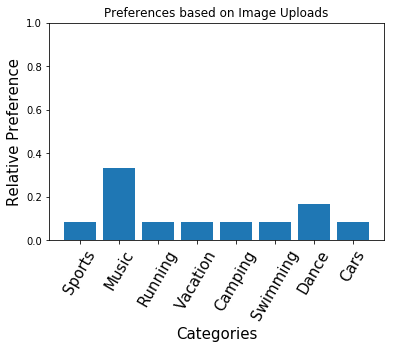 Preferences based on Image Uploads
Relative Preference
1.0
0.8
0.6
0.4
0.2
0.0
Sports
Music
Running
Vacation
Camping
Swimming
Dance
Cars
Categories